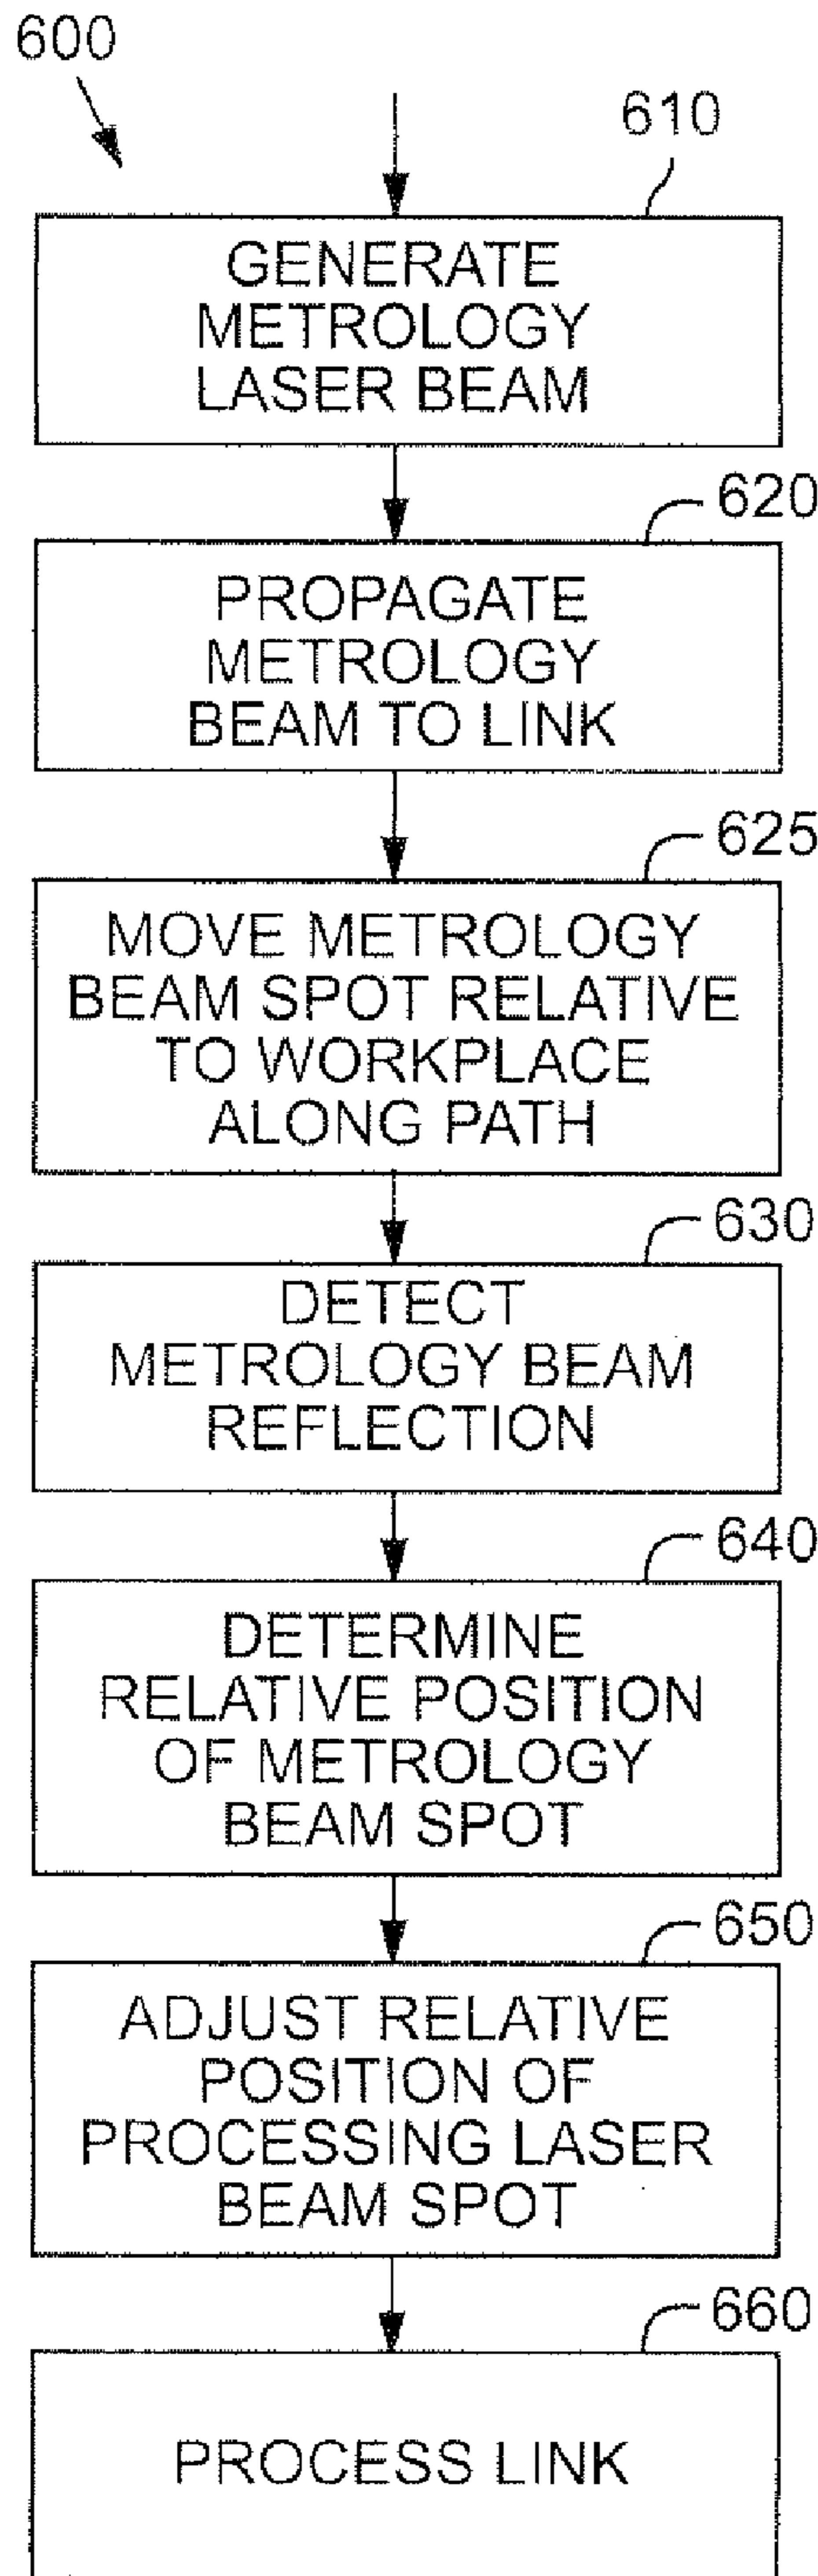 600
610
GENERATE
METROLOGY
LASER BEAM
620
PROPAGATE
METROLOGY
BEAM TO LINK
625
MOVE METROLOGY
BEAM SPOT RELATIVE
TO WORKPLACE
ALONG PATH
630
DETECT
METROLOGY BEAM
REFLECTION
640
DETERMINE
RELATIVE POSITION
OF METROLOGY
BEAM SPOT
650
ADJUST RELATIVE
POSITION OF
PROCESSING LASER
BEAM SPOT
660
PROCESS LINK